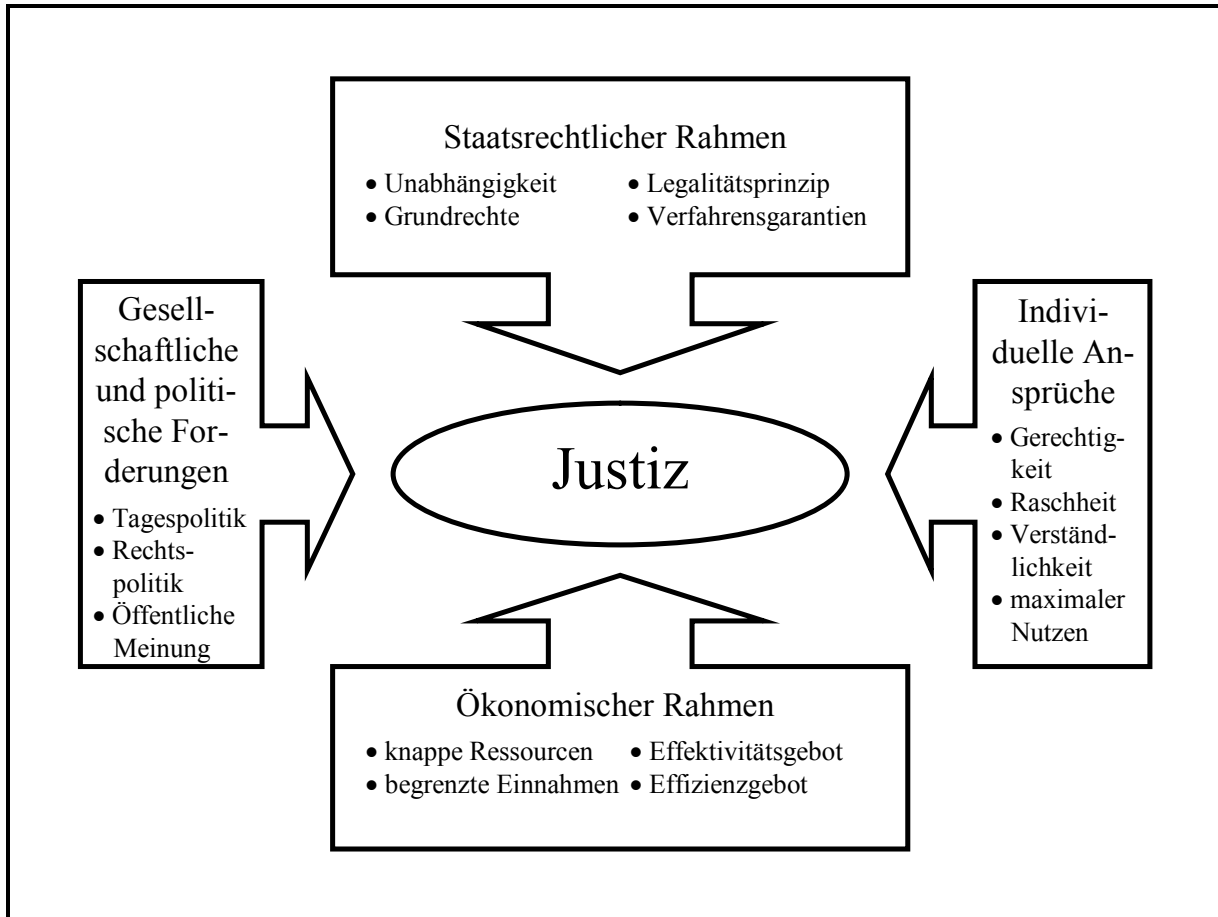 Staatsrechtlicher Rahmen
• Unabhängigkeit
• Legalitätsprinzip
• Grundrechte
• Verfahrensgarantien
Gesell-
schaftliche
und politi-
sche For-
derungen
• Tagespolitik
• Rechts-
politik
• Öffentliche
Meinung
Justiz
Indivi-
duelle An-
sprüche
• Gerechtig-
keit
• Raschheit
• Verständ-
lichkeit
• maximaler
Nutzen
Ökonomischer Rahmen
• knappe Ressourcen
• Effektivitätsgebot
• begrenzte Einnahmen
• Effizienzgebot